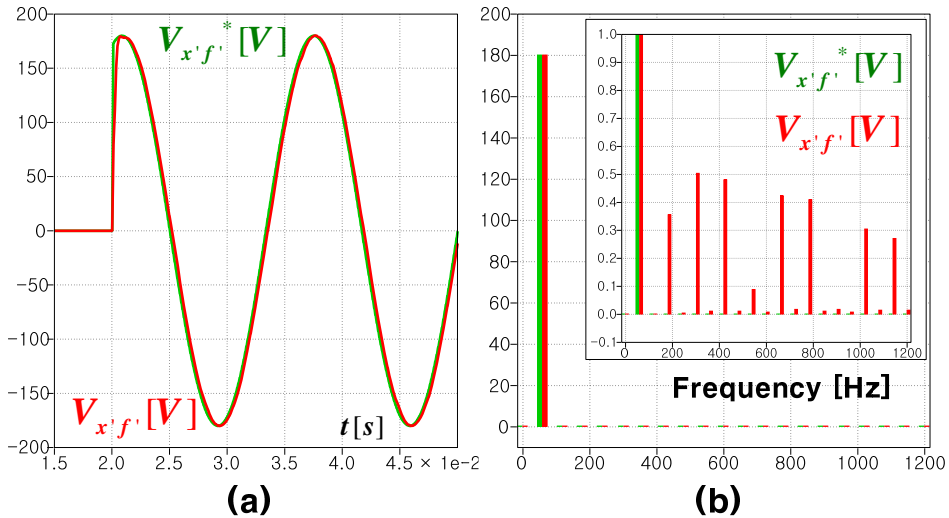 200
150
100
50
0
−50
−100
−150
−200
1.5 2.0 2.5 3.0 3.5 4.0 4.5 × 1e−2
V_{x'f'}^* [V]
V_{x'f'} [V]
t[s]
(a)
200
180
160
140
120
100
80
60
40
20
0
0 200 400 600 800 1000 1200
1.0
0.9
0.8
0.7
0.6
0.5
0.4
0.3
0.2
0.1
0.0
−0.1
0 200 400 600 800 1000 1200
V_{x'f'}^* [V]
V_{x'f'} [V]
Frequency [Hz]
(b)